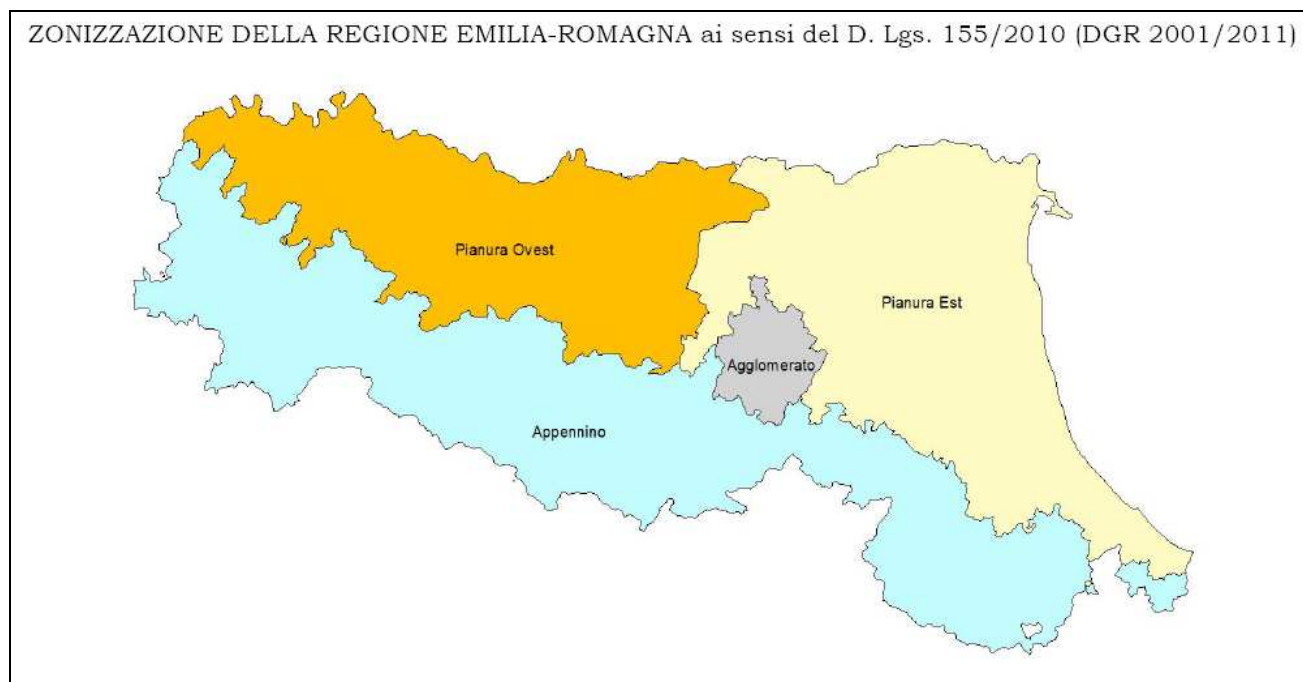 ZONIZZAZIONE DELLA REGIONE EMILIA-ROMAGNA ai sensi del D. Lgs. 155/2010 (DGR 2001/2011)
Pianura Ovest
Pianura Est
Agglomerato
Appennino